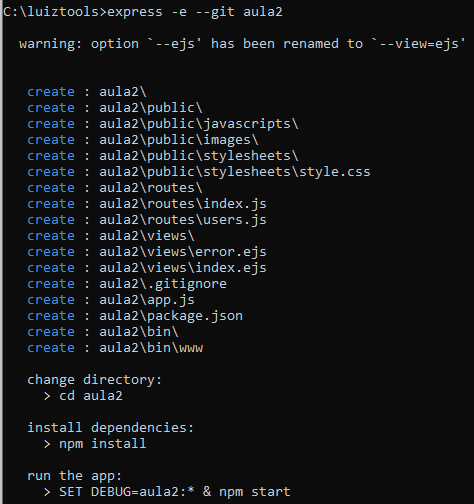 C:\luiztools>express -e --git aula2
warning: option `--ejs' has been renamed to `--view=ejs'
create : aula2\
create : aula2\public\
create : aula2\public\javascripts\
create : aula2\public\images\
create : aula2\public\stylesheets\
create : aula2\public\stylesheets\style.css
create : aula2\routes\
create : aula2\routes\index.js
create : aula2\routes\users.js
create : aula2\views\
create : aula2\views\error.ejs
create : aula2\views\index.ejs
create : aula2\.gitignore
create : aula2\app.js
create : aula2\package.json
create : aula2\bin\
create : aula2\bin\www
change directory:
> cd aula2
install dependencies:
> npm install
run the app:
> SET DEBUG=aula2:* & npm start